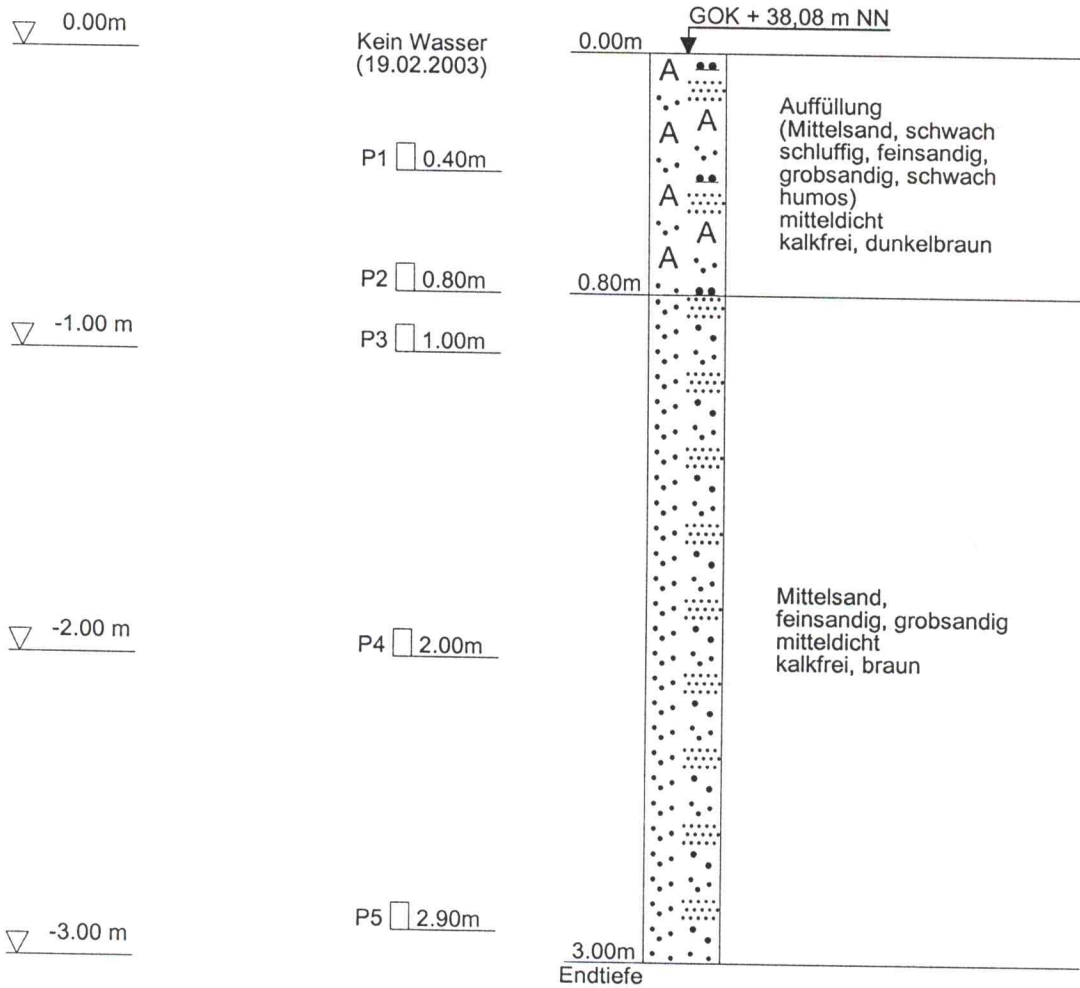 GOK + 38,08 m NN
0.00m
Kein Wasser
(19.02.2003)
0.00m
A
A
A
A
A
A
Auffüllung
(Mittelsand, schwach
schluffig, feinsandig,
grobsandig, schwach
humos)
mitteldicht
kalkfrei, dunkelbraun
P1 0.40m
P2 0.80m
0.80m
-1.00 m
P3 1.00m
-2.00 m
P4 2.00m
Mittelsand,
feinsandig, grobsandig
mitteldicht
kalkfrei, braun
-3.00 m
P5 2.90m
3.00m
Endtiefe